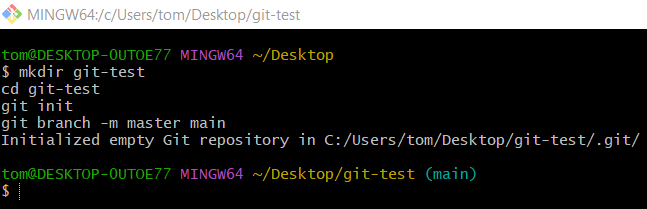 MINGW64:/c/Users/tom/Desktop/git-test
tom@DESKTOP-OUTOE77 MINGW64 ~/Desktop
$ mkdir git-test
cd git-test
git init
git branch -m master main
Initialized empty Git repository in C:/Users/tom/Desktop/git-test/.git/
tom@DESKTOP-OUTOE77 MINGW64 ~/Desktop/git-test (main)
$